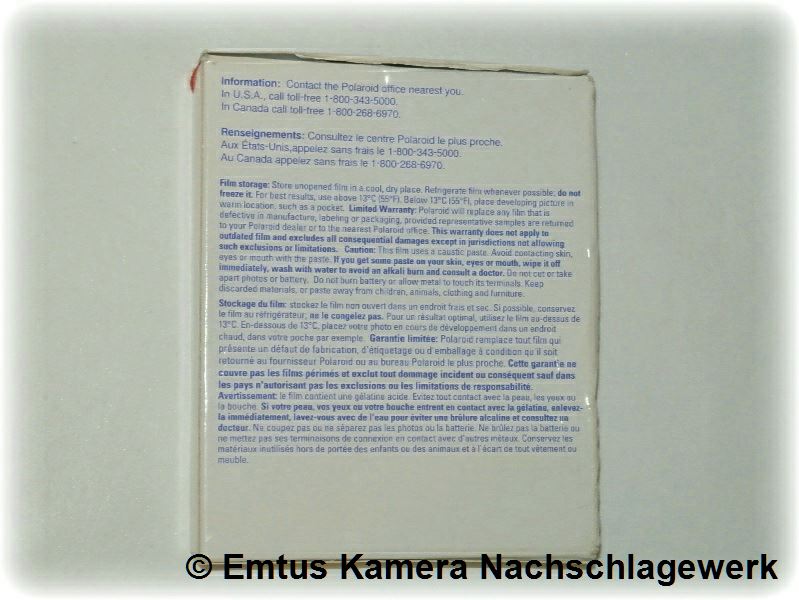 Information: Contact the Polaroid office nearest you.
In U.S.A., call toll-free 1-800-343-5000.
In Canada call toll-free 1-800-268-6970.
Renseignements: Consultez le centre Polaroid le plus proche.
Aux États-Unis,appelez sans frais le 1-800-343-5000.
Au Canada appelez sans frais le 1-800-268-6970.
Film storage: Store unopened film in a cool, dry place. Refrigerate film whenever possible; do not
freeze it. For best results, use above 13°C (55°F). Below 13°C (55°F), place developing picture in
warm location, such as a pocket. Limited Warranty: Polaroid will replace any film that is
defective in manufacture, labeling or packaging, provided representative samples are returned
to your Polaroid dealer or to the nearest Polaroid office. This warranty does not apply to
outdated film and excludes all consequential damages except in jurisdictions not allowing
such exclusions or limitations. Caution: This film uses a caustic paste. Avoid contacting skin,
eyes or mouth with the paste. If you get some paste on your skin, eyes or mouth, wipe it off
immediately, wash with water to avoid an alkali burn and consult a doctor. Do not cut or take
apart photos or battery. Do not burn battery or allow metal to touch its terminals. Keep
discarded materials, or paste away from children, animals, clothing and furniture.
Stockage du film: stockez le film non ouvert dans un endroit frais et sec. Si possible, conservez
le film au réfrigérateur; ne le congelez pas. Pour un résultat optimal, utilisez le film au-dessus de
13°C. En-dessous de 13°C, placez votre photo en cours de développement dans un endroit
chaud, dans votre poche par exemple. Garantie limitée: Polaroid remplace tout film qui
présente un défaut de fabrication, d'étiquetage ou d'emballage à condition qu'il soit
retourné au fournisseur Polaroid ou au bureau Polaroid le plus proche. Cette garantie ne
couvre pas les films périmés et exclut tout dommage incident ou conséquent sauf dans
les pays n'autorisant pas les exclusions ou les limitations de responsabilité.
Avertissement: le film contient une gélatine acide. Evitez tout contact avec la peau, les yeux ou
la bouche. Si votre peau, vos yeux ou votre bouche entrent en contact avec la gélatine, enlevez-
la immédiatement, lavez-vous avec de l'eau pour éviter une brûlure alcaline et consultez un
docteur. Ne coupez pas ou ne séparez pas les photos ou la batterie. Ne brûlez pas la batterie ou
ne mettez pas ses terminaisons de connexion en contact avec d'autres métaux. Conservez les
matériaux inutilisés hors de portée des enfants ou des animaux et à l'écart de tout vêtement ou
meuble.
© Emtus Kamera Nachschlagewerk